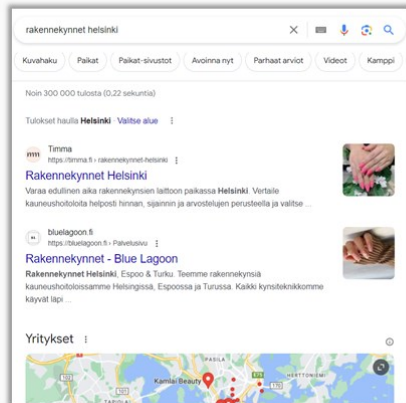 rakennekynnet helsinki
Kuvahaku Paikat Paikat-sivustot Avoinna nyt Parhaat arviot Videot Kamppi
Noin 300 000 tulosta (0,22 sekuntia)
Tulokset haulla Helsinki · Valitse alue
Timma
https://timma.fi › rakennekynnet-helsinki
Rakennekynnet Helsinki
Varaa edullinen aika rakennekynsien laittoon paikassa Helsinki. Vertaile
kauneushoitoloita helposti hinnan, sijainnin ja arvostelujen perusteella ja valitse ...
bluelagoon.fi
https://bluelagoon.fi › Palvelusivu
Rakennekynnet - Blue Lagoon
Rakennekynnet Helsinki, Espoo & Turku. Teemme rakennekynsiä
kauneushoitoloissamme Helsingissä, Espoossa ja Turussa. Kaikki kynsiteknikkomme
käyvät läpi ...
Yritykset
PASILA
Kamilai Beauty
HERTTONIEMI